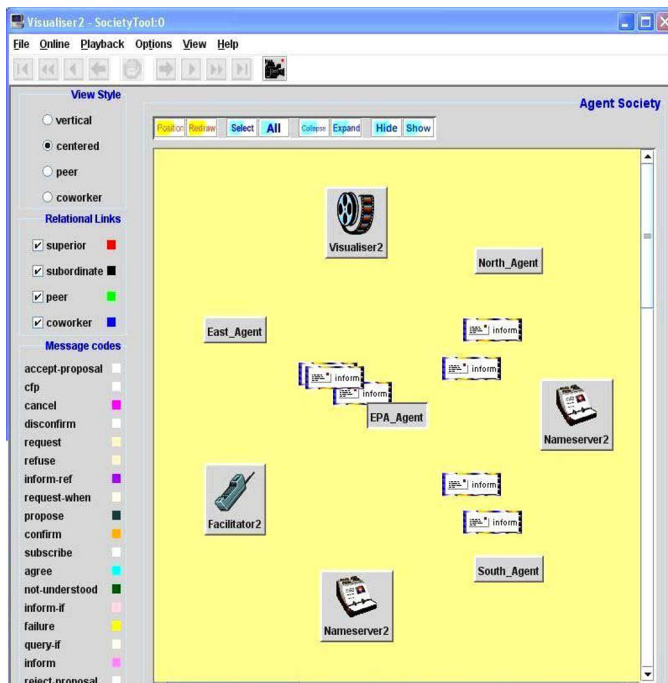 Visualiser2 - SocietyTool:0
File Online Playback Options View Help
View Style
vertical
centered
peer
coworker
Relational Links
superior
subordinate
peer
coworker
Message codes
accept-proposal
cfp
cancel
disconfirm
request
refuse
inform-ref
request-when
propose
confirm
subscribe
agree
not-understood
inform-if
failure
query-if
inform
reject-proposal
Agent Society
Position Redraw Select All Collapse Expand Hide Show
Visualiser2
North_Agent
East_Agent
inform
inform
inform
inform
EPA_Agent
Nameserver2
Facilitator2
inform
inform
South_Agent
Nameserver2